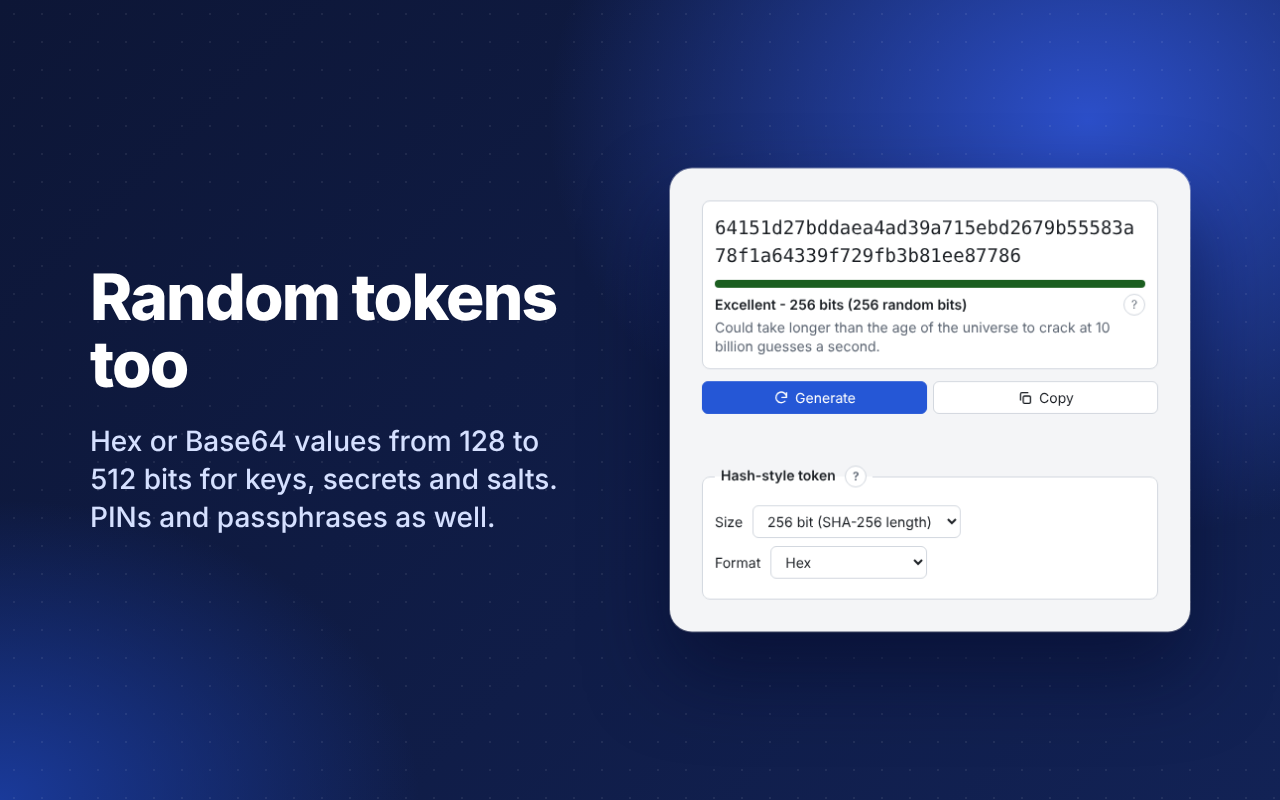 Random tokens
too
Hex or Base64 values from 128 to
512 bits for keys, secrets and salts.
PINs and passphrases as well.
64151d27bddaea4ad39a715ebd2679b55583a
78f1a64339f729fb3b81ee87786
Excellent - 256 bits (256 random bits)
?
Could take longer than the age of the universe to crack at 10
billion guesses a second.
Generate
Copy
Hash-style token
?
Size
256 bit (SHA-256 length)
Format
Hex